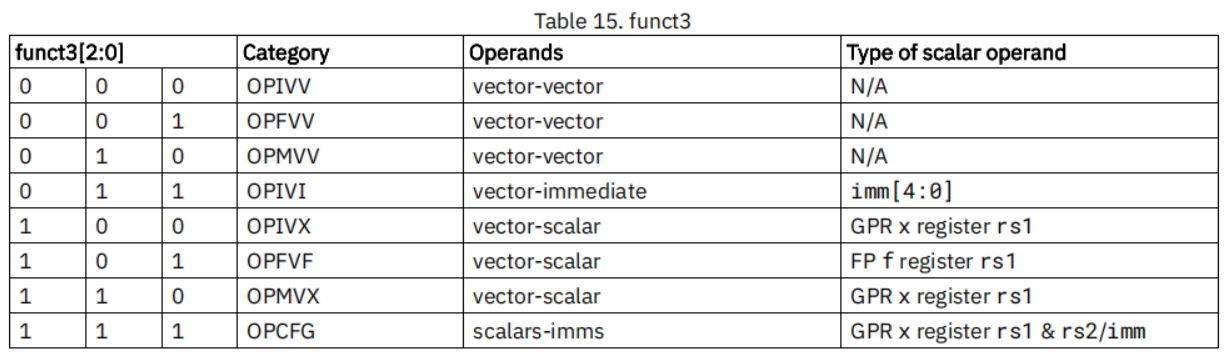 Table 15. funct3
funct3[2:0] Category Operands Type of scalar operand
0 0 0 OPIVV vector-vector N/A
0 0 1 OPFVV vector-vector N/A
0 1 0 OPMVV vector-vector N/A
0 1 1 OPIVI vector-immediate imm[4:0]
1 0 0 OPIVX vector-scalar GPR x register rs1
1 0 1 OPFVF vector-scalar FP f register rs1
1 1 0 OPMVX vector-scalar GPR x register rs1
1 1 1 OPCFG scalars-imms GPR x register rs1 & rs2/imm